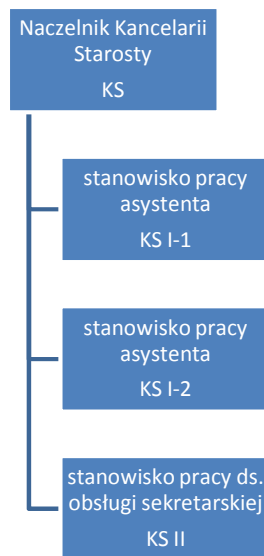 Naczelnik Kancelarii
Starosty
KS
stanowisko pracy
asystenta
KS I-1
stanowisko pracy
asystenta
KS I-2
stanowisko pracy ds.
obsługi sekretarskiej
KS II